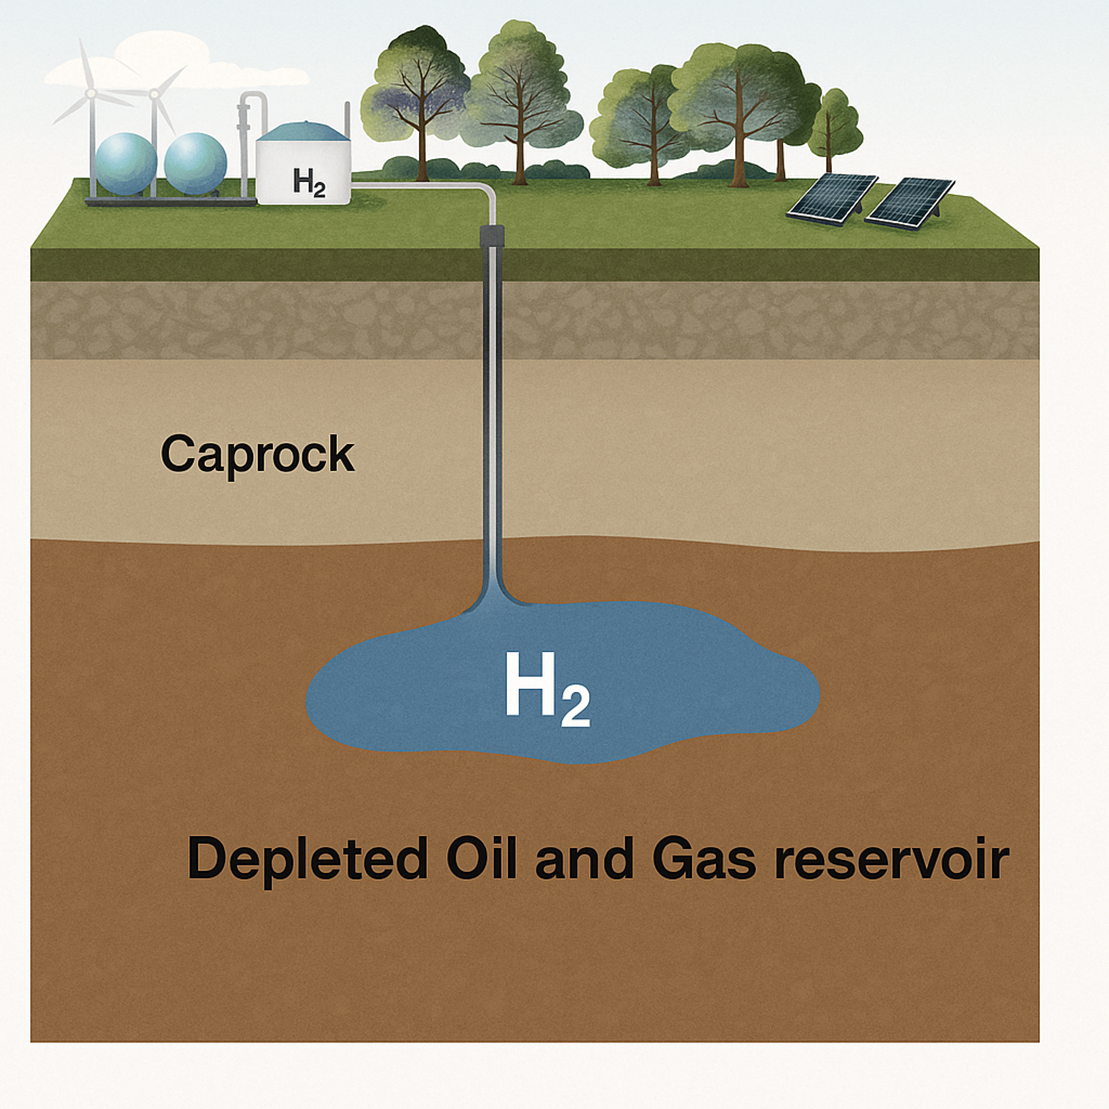 H₂
Caprock
H₂
Depleted Oil and Gas reservoir